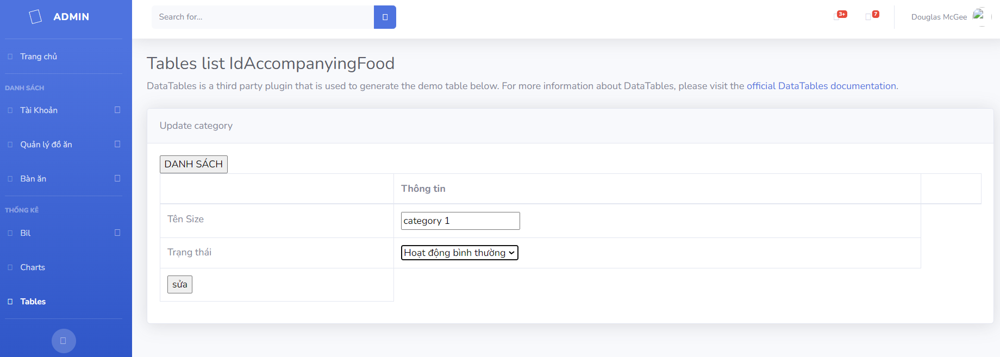 ADMIN
Search for...
3+
7
Douglas McGee
Trang chủ
DANH SÁCH
Tài Khoản
Quản lý đồ ăn
Bàn ăn
THỐNG KÊ
Bil
Charts
Tables
Tables list IdAccompanyingFood
DataTables is a third party plugin that is used to generate the demo table below. For more information about DataTables, please visit the official DataTables documentation.
Update category
DANH SÁCH
Thông tin
Tên Size
category 1
Trạng thái
Hoạt động bình thường
sửa